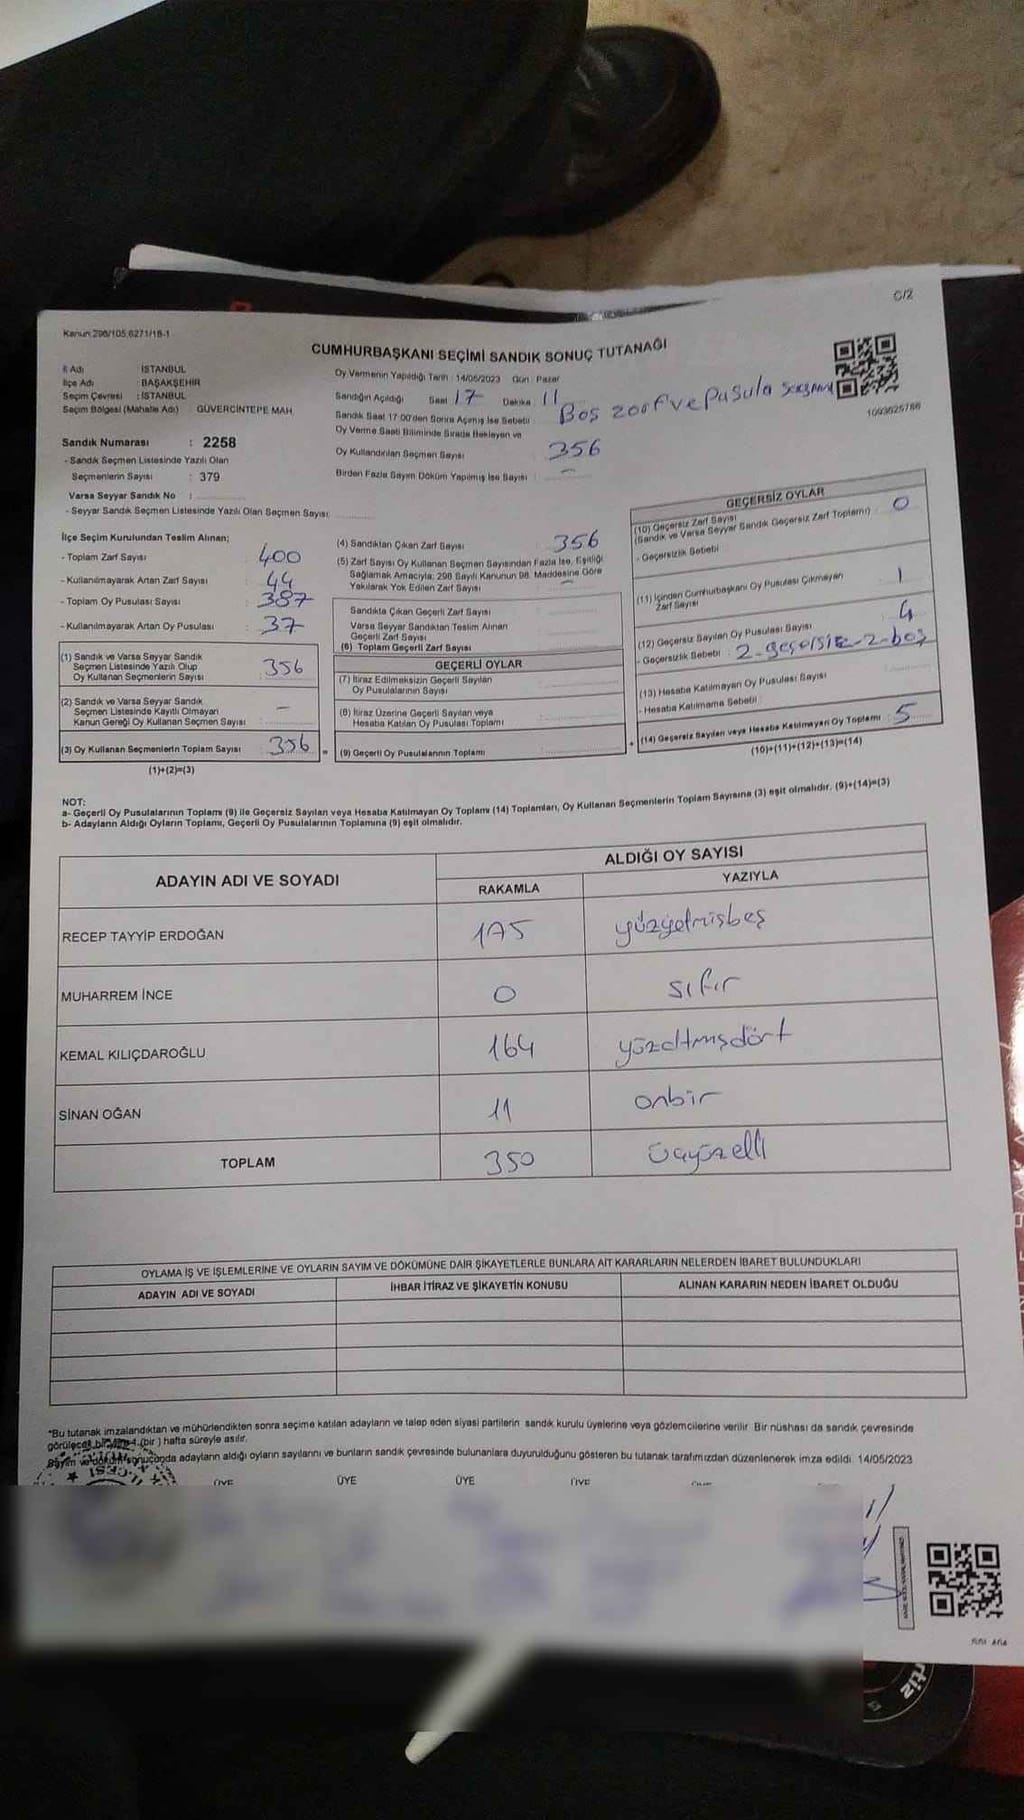 C/2
Kanun:298/105,6271/18-1
CUMHURBAŞKANI SEÇİMİ SANDIK SONUÇ TUTANAĞI
İl Adı : İSTANBUL
İlçe Adı : BAŞAKŞEHİR
Seçim Çevresi : İSTANBUL
Seçim Bölgesi (Mahalle Adı) : GÜVERCİNTEPE MAH.
Oy Vermenin Yapıldığı Tarih : 14/05/2023 Gün : Pazar
Sandığın Açıldığı Saat 17 Dakika 11
Sandık Saat 17:00'den Sonra Açımış İse Sebebi : Boş zarf ve Pusula sayımı
1093625786
Oy Verme Saati Bitiminde Sırada Bekleyen ve
Oy Kullandırılan Seçmen Sayısı : 356
Birden Fazla Sayım Döküm Yapılmış İse Sayısı : –
Sandık Numarası : 2258
- Sandık Seçmen Listesinde Yazılı Olan
Seçmenlerin Sayısı : 379
Varsa Seyyar Sandık No :
- Seyyar Sandık Seçmen Listesinde Yazılı Olan Seçmen Sayısı:
İlçe Seçim Kurulundan Teslim Alınan;
- Toplam Zarf Sayısı : 400
- Kullanılmayarak Artan Zarf Sayısı : 44
- Toplam Oy Pusulası Sayısı : 387
- Kullanılmayarak Artan Oy Pusulası : 37
(1) Sandık ve Varsa Seyyar Sandık
Seçmen Listesinde Yazılı Olup
Oy Kullanan Seçmenlerin Sayısı : 356
(2) Sandık ve Varsa Seyyar Sandık
Seçmen Listesinde Kayıtlı Olmayan
Kanun Gereği Oy Kullanan Seçmen Sayısı : –
(3) Oy Kullanan Seçmenlerin Toplam Sayısı : 356 =
(1)+(2)=(3)
(4) Sandıktan Çıkan Zarf Sayısı : 356
(5) Zarf Sayısı Oy Kullanan Seçmen Sayısından Fazla İse, Eşitliği
Sağlamak Amacıyla; 298 Sayılı Kanunun 98. Maddesine Göre
Yakılarak Yok Edilen Zarf Sayısı : –
Sandıkta Çıkan Geçerli Zarf Sayısı :
Varsa Seyyar Sandıktan Teslim Alınan
Geçerli Zarf Sayısı :
(6) Toplam Geçerli Zarf Sayısı :
GEÇERLİ OYLAR
(7) İtiraz Edilmeksizin Geçerli Sayılan
Oy Pusulalarının Sayısı :
(8) İtiraz Üzerine Geçerli Sayılan veya
Hesaba Katılan Oy Pusulası Toplamı :
(9) Geçerli Oy Pusulalarının Toplamı : +
GEÇERSİZ OYLAR
(10) Geçersiz Zarf Sayısı
(Sandık ve Varsa Seyyar Sandık Geçersiz Zarf Toplamı) : 0
- Geçersizlik Sebebi :
(11) İçinden Cumhurbaşkanı Oy Pusulası Çıkmayan
Zarf Sayısı : 1
(12) Geçersiz Sayılan Oy Pusulası Sayısı : 4
- Geçersizlik Sebebi : 2-geçersiz-2-boş
(13) Hesaba Katılmayan Oy Pusulası Sayısı :
- Hesaba Katılmama Sebebi :
(14) Geçersiz Sayılan veya Hesaba Katılmayan Oy Toplamı : 5
(10)+(11)+(12)+(13)=(14)
NOT:
a- Geçerli Oy Pusulalarının Toplamı (9) ile Geçersiz Sayılan veya Hesaba Katılmayan Oy Toplamı (14) Toplamları, Oy Kullanan Seçmenlerin Toplam Sayısına (3) eşit olmalıdır. (9)+(14)=(3)
b- Adayların Aldığı Oyların Toplamı, Geçerli Oy Pusulalarının Toplamına (9) eşit olmalıdır.
ADAYIN ADI VE SOYADI ALDIĞI OY SAYISI
RAKAMLA YAZIYLA
RECEP TAYYİP ERDOĞAN 175 yüzyetmişbeş
MUHARREM İNCE 0 sıfır
KEMAL KILIÇDAROĞLU 164 yüzaltmışdört
SİNAN OĞAN 11 onbir
TOPLAM 350 üçyüzelli
OYLAMA İŞ VE İŞLEMLERİNE VE OYLARIN SAYIM VE DÖKÜMÜNE DAİR ŞİKAYETLERLE BUNLARA AİT KARARLARIN NELERDEN İBARET BULUNDUKLARI
ADAYIN ADI VE SOYADI İHBAR İTİRAZ VE ŞİKAYETİN KONUSU ALINAN KARARIN NEDEN İBARET OLDUĞU
*Bu tutanak imzalandıktan ve mühürlendikten sonra seçime katılan adayların ve talep eden siyasi partilerin sandık kurulu üyelerine veya gözlemcilerine verilir. Bir nüshası da sandık çevresinde
görülecek bir yere 1 (bir ) hafta süreyle asılır.
Sayım ve döküm sonucunda adayların aldığı oyların sayılarını ve bunların sandık çevresinde bulunanlara duyurulduğunu gösteren bu tutanak tarafımızdan düzenlenerek imza edildi. 14/05/2023
ÜYE ÜYE ÜYE ÜYE